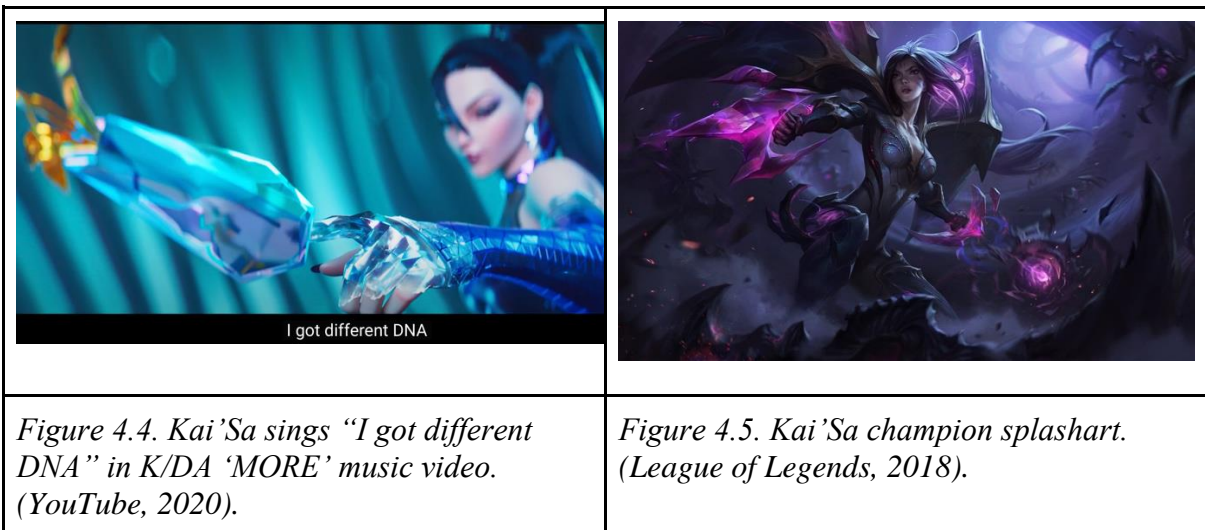 I got different DNA
Figure 4.4. Kai’Sa sings “I got different
DNA” in K/DA ‘MORE’ music video.
(YouTube, 2020).
Figure 4.5. Kai’Sa champion splashart.
(League of Legends, 2018).